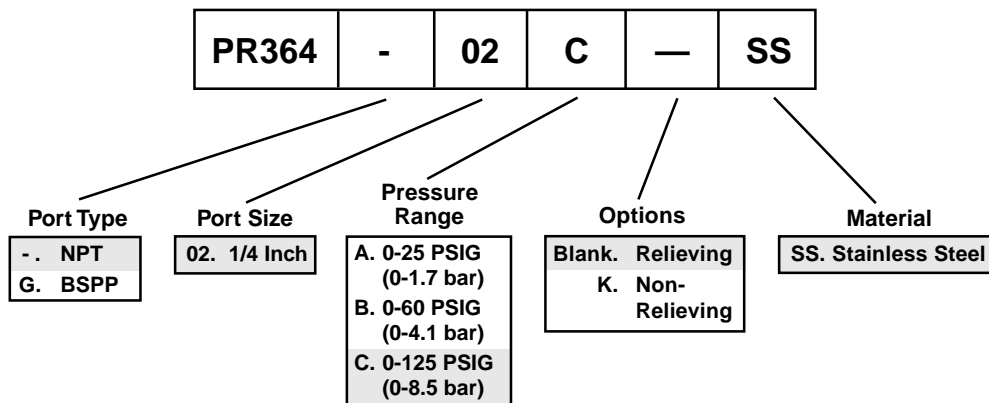 PR364 - 02 C — SS
Port Type
- . NPT
G. BSPP
Port Size
02. 1/4 Inch
Pressure
Range
A. 0-25 PSIG
(0-1.7 bar)
B. 0-60 PSIG
(0-4.1 bar)
C. 0-125 PSIG
(0-8.5 bar)
Options
Blank. Relieving
K. Non-
Relieving
Material
SS. Stainless Steel